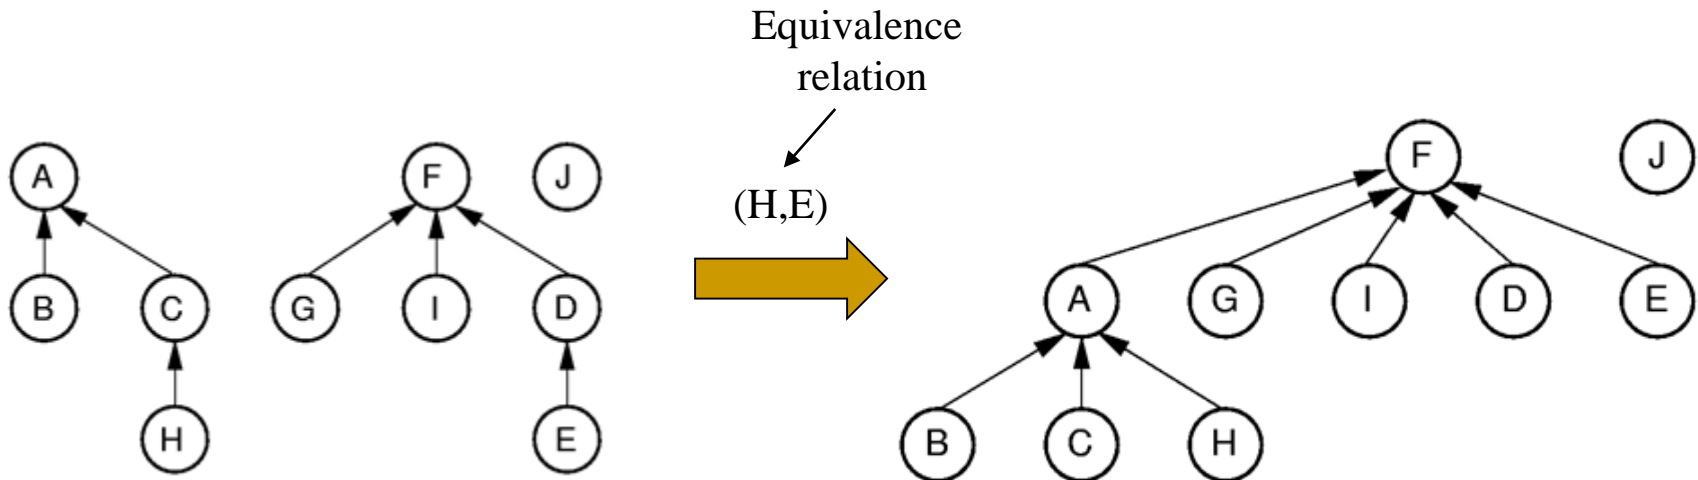 Equivalence
relation
(H,E)
A
F
J
B
C
G
I
D
H
E
F
J
A
G
I
D
E
B
C
H